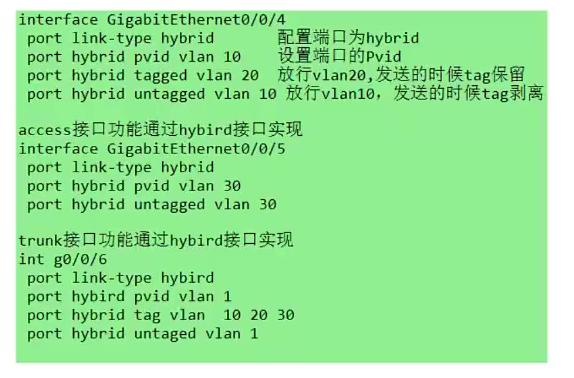 interface GigabitEthernet0/0/4
port link-type hybrid 配置端口为hybrid
port hybrid pvid vlan 10 设置端口的Pvid
port hybrid tagged vlan 20 放行vlan20,发送的时候tag保留
port hybrid untagged vlan 10 放行vlan10，发送的时候tag剥离
access接口功能通过hybird接口实现
interface GigabitEthernet0/0/5
port link-type hybrid
port hybrid pvid vlan 30
port hybrid untagged vlan 30
trunk接口功能通过hybird接口实现
int g0/0/6
port link-type hybird
port hybird pvid vlan 1
port hybrid tag vlan 10 20 30
port hybrid untaged vlan 1